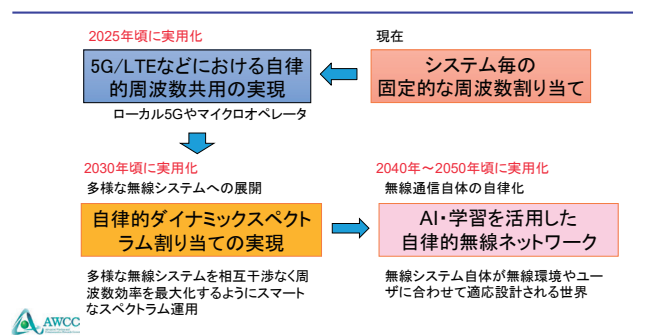 2025年頃に実用化
現在
5G/LTEなどにおける自律
的周波数共用の実現
システム毎の
固定的な周波数割り当て
ローカル5Gやマイクロオペレータ
2030年頃に実用化
多様な無線システムへの展開
2040年～2050年頃に実用化
無線通信自体の自律化
自律的ダイナミックスペクト
ラム割り当ての実現
AI・学習を活用した
自律的無線ネットワーク
多様な無線システムを相互干渉なく周
波数効率を最大化するようにスマート
なスペクトラム運用
無線システム自体が無線環境やユー
ザに合わせて適応設計される世界
AWCC